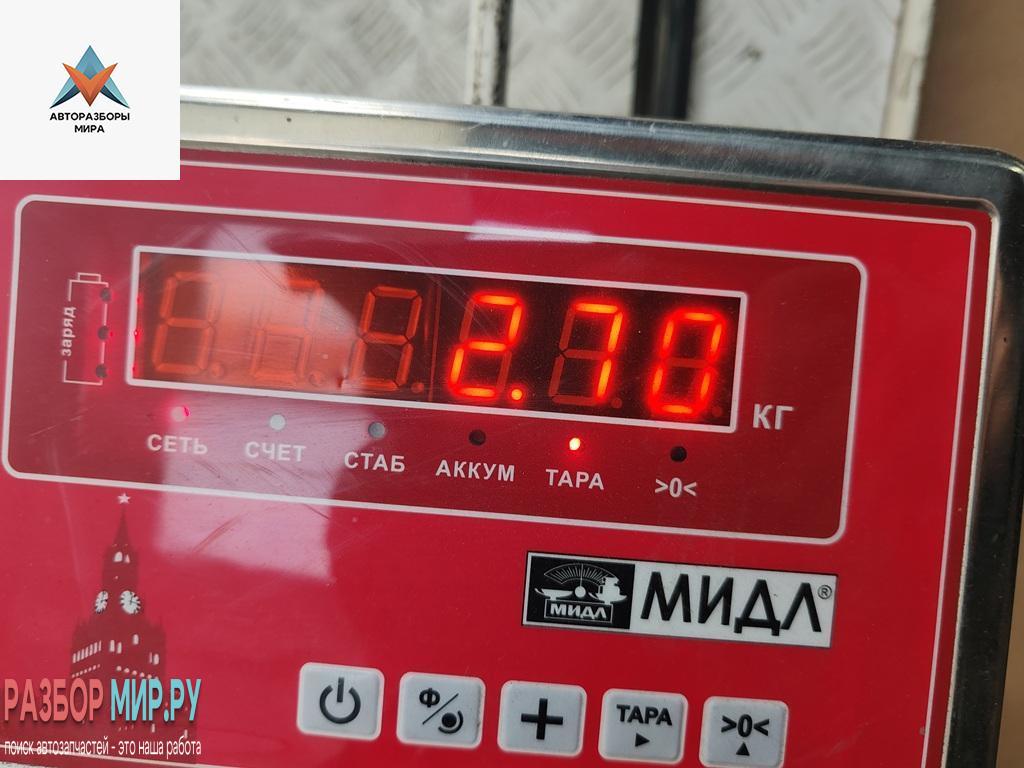 АВТОРАЗБОРЫ
МИРА
заряд
2.70
КГ
СЕТЬ СЧЕТ СТАБ АККУМ ТАРА >0<
МИДЛ МИДЛ®
Ф/ + ТАРА >0<
РАЗБОР МИР.РУ
поиск автозапчастей - это наша работа